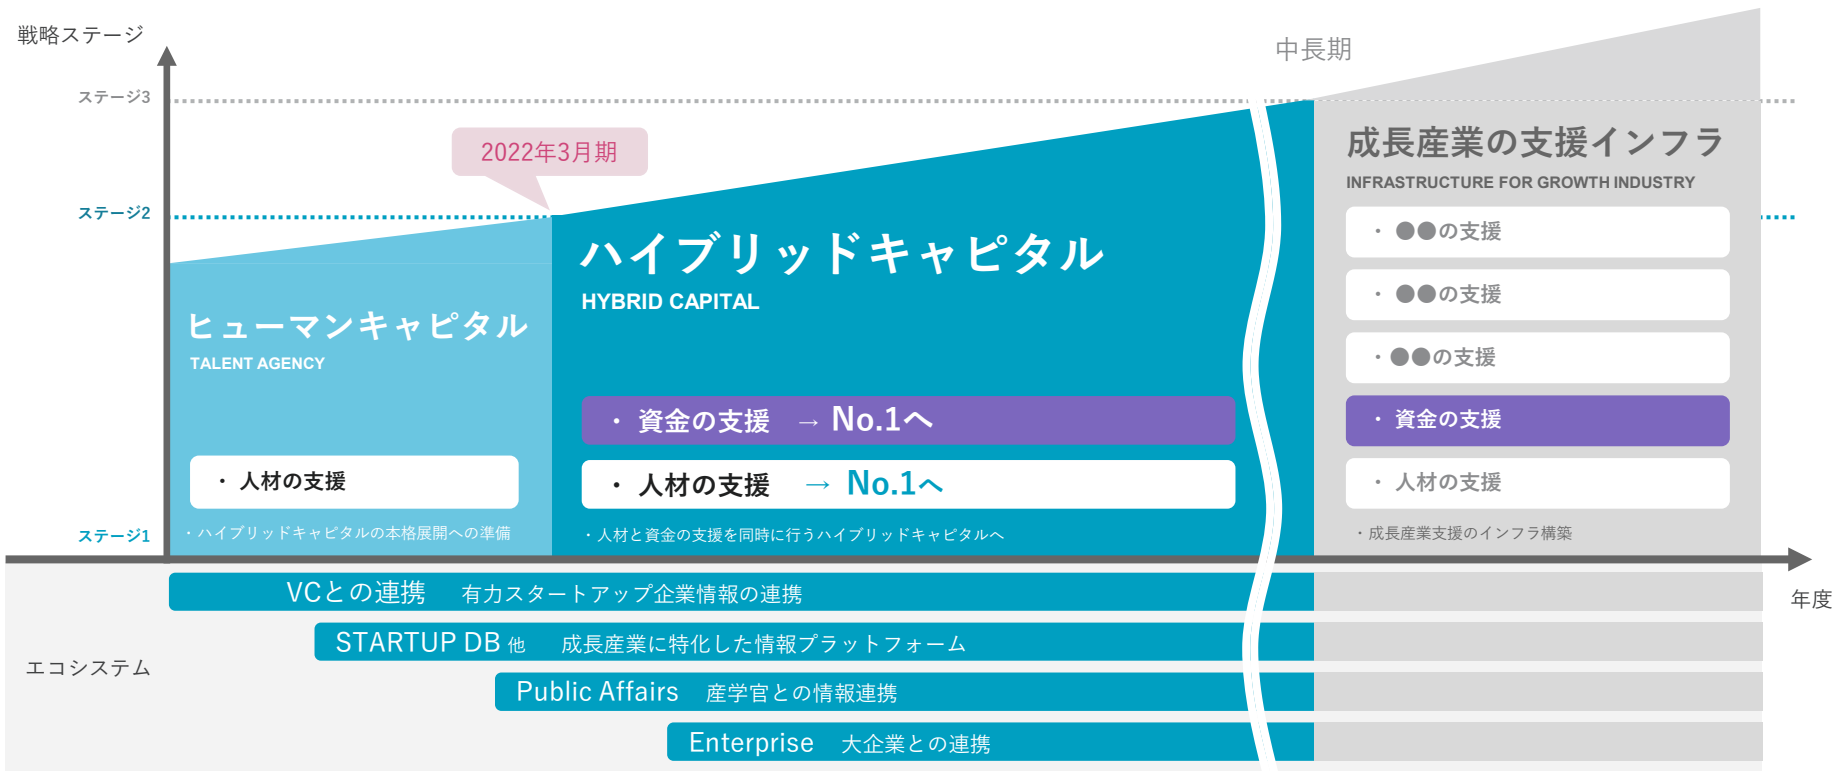 戦略ステージ
中長期
ステージ3
2022年3月期
ステージ2
ステージ1
ヒューマンキャピタル
TALENT AGENCY
・ 人材の支援
・ハイブリッドキャピタルの本格展開への準備
ハイブリッドキャピタル
HYBRID CAPITAL
・ 資金の支援 → No.1へ
・ 人材の支援 → No.1へ
・人材と資金の支援を同時に行うハイブリッドキャピタルへ
成長産業の支援インフラ
INFRASTRUCTURE FOR GROWTH INDUSTRY
・ ●●の支援
・ ●●の支援
・ ●●の支援
・ 資金の支援
・ 人材の支援
・成長産業支援のインフラ構築
年度
エコシステム
VCとの連携 有力スタートアップ企業情報の連携
STARTUP DB 他 成長産業に特化した情報プラットフォーム
Public Affairs 産学官との情報連携
Enterprise 大企業との連携